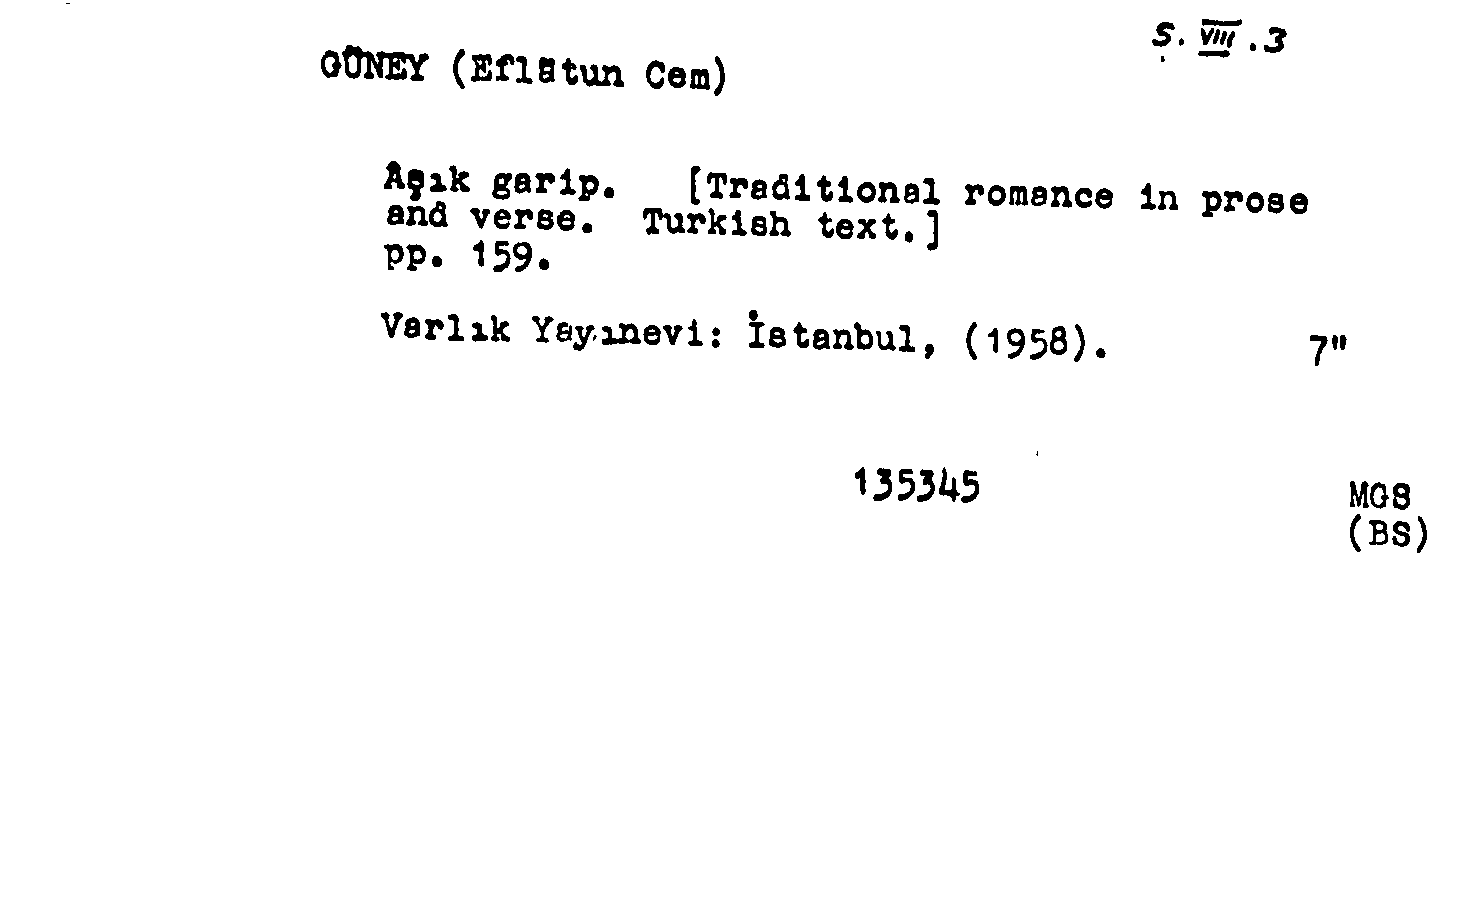 S. VIII .3
GÜNEY (Eflâtun Cem)
Âşık garip. [Traditional romance in prose
and verse. Turkish text.]
pp. 159.
Varlık Yayınevi: İstanbul, (1958). 7"
135345
MGS
(BS)